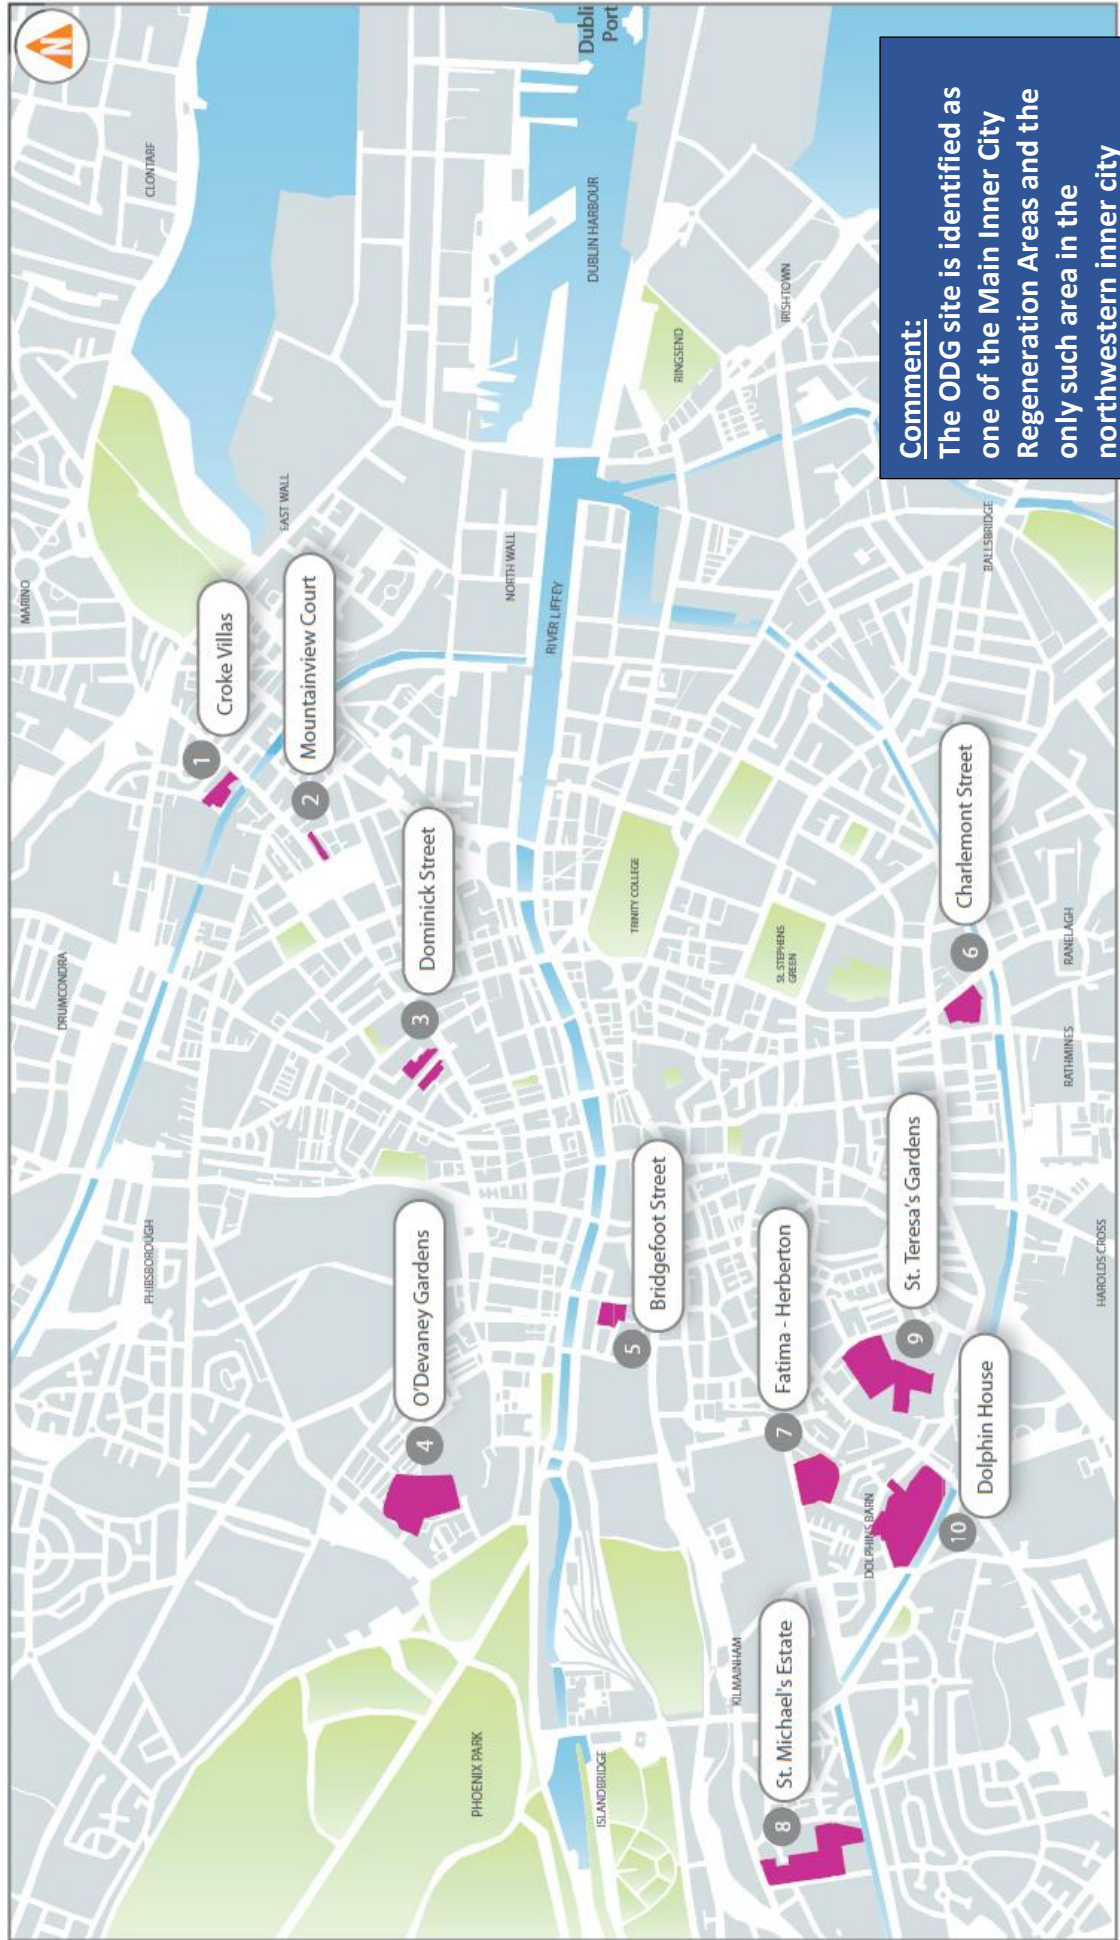 N
MARINO
DRUMCONDRA
PHIBSBOROUGH
CLONTARF
1
Croke Villas
EAST WALL
2
Mountainview Court
3
Dominick Street
4
O'Devaney Gardens
PHOENIX PARK
NORTH WALL
RIVER LIFFEY
Dubli
Port
DUBLIN HARBOUR
ISLANDBRIDGE
TRINITY COLLEGE
5
Bridgefoot Street
RINGSEND
KILMAINHAM
ST. STEPHENS
GREEN
IRISHTOWN
8
St. Michael's Estate
7
Fatima - Herberton
DOLPHINS BARN
9
St. Teresa's Gardens
6
Charlemont Street
10
Dolphin House
BALLSBRIDGE
RATHMINES
RANELAGH
HAROLDS CROSS
Comment:
The ODG site is identified as
one of the Main Inner City
Regeneration Areas and the
only such area in the
northwestern inner city